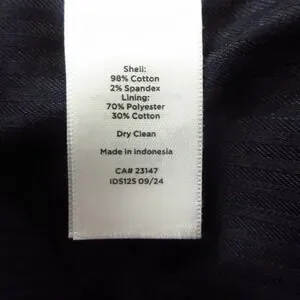 Shell:
98% Cotton
2% Spandex
Lining:
70% Polyester
30% Cotton
Dry Clean
Made in indonesia
CA# 23147
ID5125 09/24